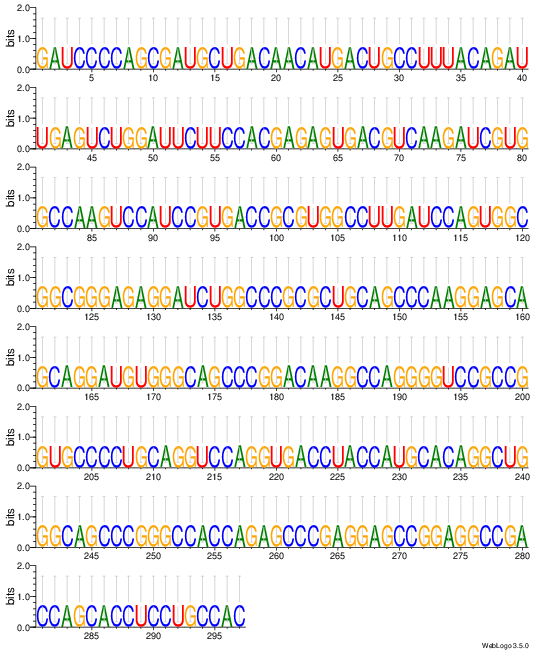 2.0
bits
1.0
0.0
GAUCCCCAGCGAUGCUGACAACAUGACUGCCUUUACAGAU
5 10 15 20 25 30 35 40
2.0
bits
1.0
0.0
UGAGUCUGGAUUCUUCCACGAGAGUGACGUCAAGAUCGUG
45 50 55 60 65 70 75 80
2.0
bits
1.0
0.0
GCCAAGUCCAUCCGUGACCGCGUGGCCUUGAUCCAGUGGC
85 90 95 100 105 110 115 120
2.0
bits
1.0
0.0
GGCGGGAGAGGAUCUGGCCCGCGCUGCAGCCCAAGGAGCA
125 130 135 140 145 150 155 160
2.0
bits
1.0
0.0
GCAGGAUGUGGGCAGCCCGGACAAGGCCAGGGGUCCGCCG
165 170 175 180 185 190 195 200
2.0
bits
1.0
0.0
GUGCCCCUGCAGGUCCAGGUGACCUACCAUGCACAGGCUG
205 210 215 220 225 230 235 240
2.0
bits
1.0
0.0
GGCAGCCCGGGCCACCAGAGCCCGAGGAGCCGGAGGCCGA
245 250 255 260 265 270 275 280
2.0
bits
1.0
0.0
CCAGCACCUCCUGCCAC
285 290 295
WebLogo 3.5.0